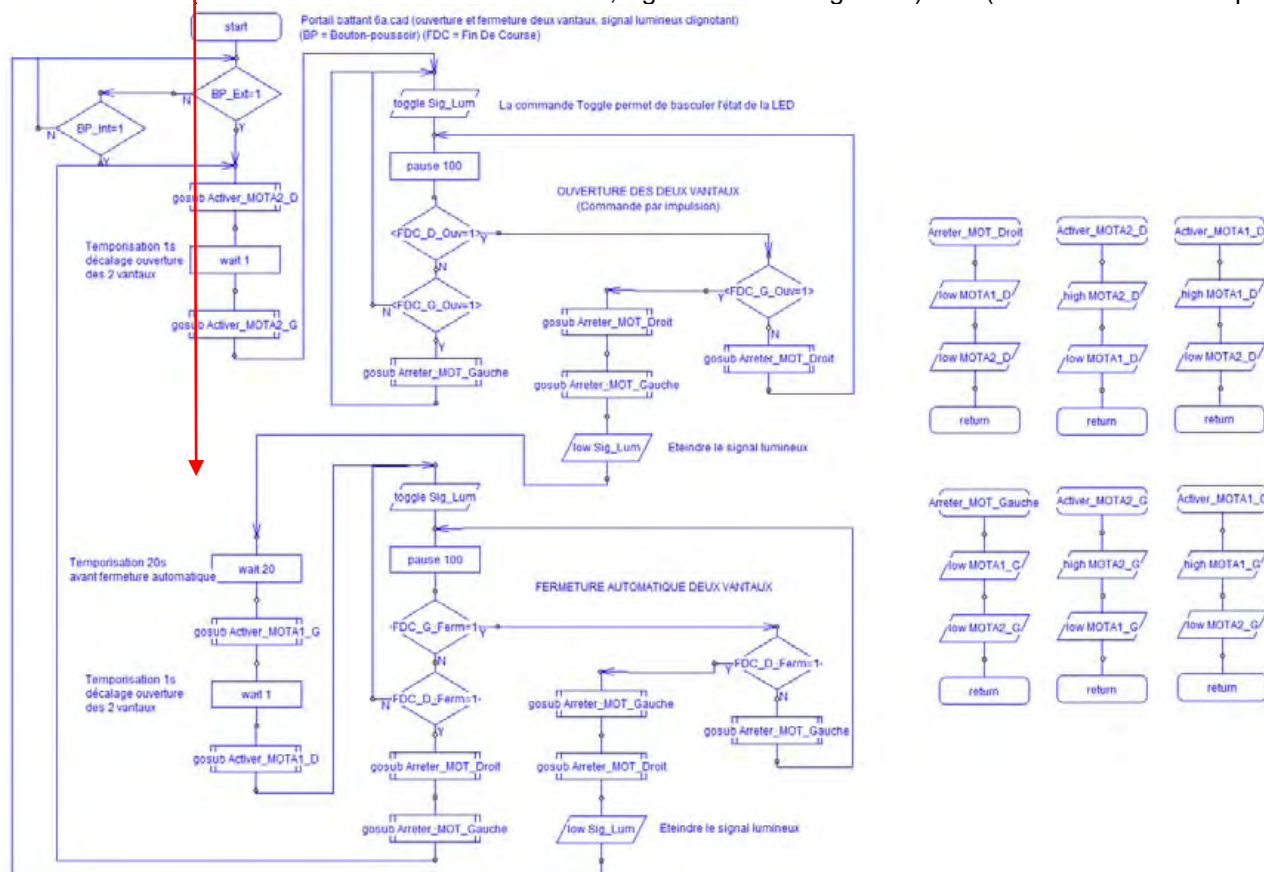 start
Portail battant 6a.cad (ouverture et fermeture deux vantaux, signal lumineux clignotant)
(BP = Bouton-poussoir) (FDC = Fin De Course)
BP_Ext=1
N
Y
BP_Int=1
N
Y
gosub Activer_MOTA2_D
Temporisation 1s
décalage ouverture
des 2 vantaux
wait 1
gosub Activer_MOTA2_G
toggle Sig_Lum
La commande Toggle permet de basculer l'état de la LED
pause 100
OUVERTURE DES DEUX VANTAUX
(Commande par impulsion)
<FDC_D_Ouv=1>
Y
N
<FDC_G_Ouv=1>
N
Y
gosub Arreter_MOT_Gauche
<FDC_G_Ouv=1>
Y
N
gosub Arreter_MOT_Droit
gosub Arreter_MOT_Droit
gosub Arreter_MOT_Gauche
low Sig_Lum
Eteindre le signal lumineux
Temporisation 20s
avant fermeture automatique
wait 20
gosub Activer_MOTA1_G
Temporisation 1s
décalage ouverture
des 2 vantaux
wait 1
gosub Activer_MOTA1_D
toggle Sig_Lum
pause 100
FERMETURE AUTOMATIQUE DEUX VANTAUX
FDC_G_Ferm=1
Y
N
FDC_D_Ferm=1
N
Y
gosub Arreter_MOT_Droit
gosub Arreter_MOT_Gauche
FDC_D_Ferm=1
Y
N
gosub Arreter_MOT_Gauche
gosub Arreter_MOT_Gauche
gosub Arreter_MOT_Droit
low Sig_Lum
Eteindre le signal lumineux
Arreter_MOT_Droit
low MOTA1_D
low MOTA2_D
return
Activer_MOTA2_D
high MOTA2_D
low MOTA1_D
return
Activer_MOTA1_D
high MOTA1_D
low MOTA2_D
return
Arreter_MOT_Gauche
low MOTA1_G
low MOTA2_G
return
Activer_MOTA2_G
high MOTA2_G
low MOTA1_G
return
Activer_MOTA1_G
high MOTA1_G
low MOTA2_G
return